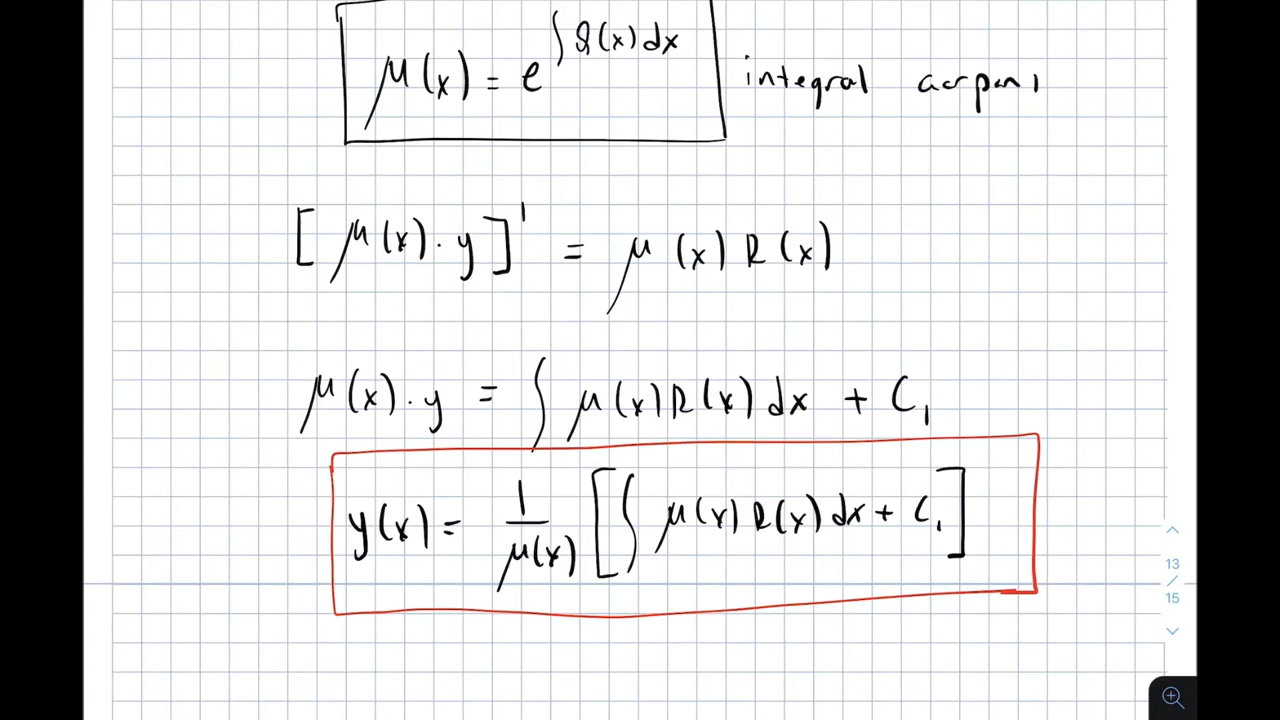 μ(x) = e^{∫Q(x)dx} integral çarpanı
[μ(x)·y]' = μ(x)R(x)
μ(x)·y = ∫ μ(x)R(x)dx + C₁
y(x) = 1/μ(x) [∫ μ(x)R(x)dx + C₁]
13
/
15